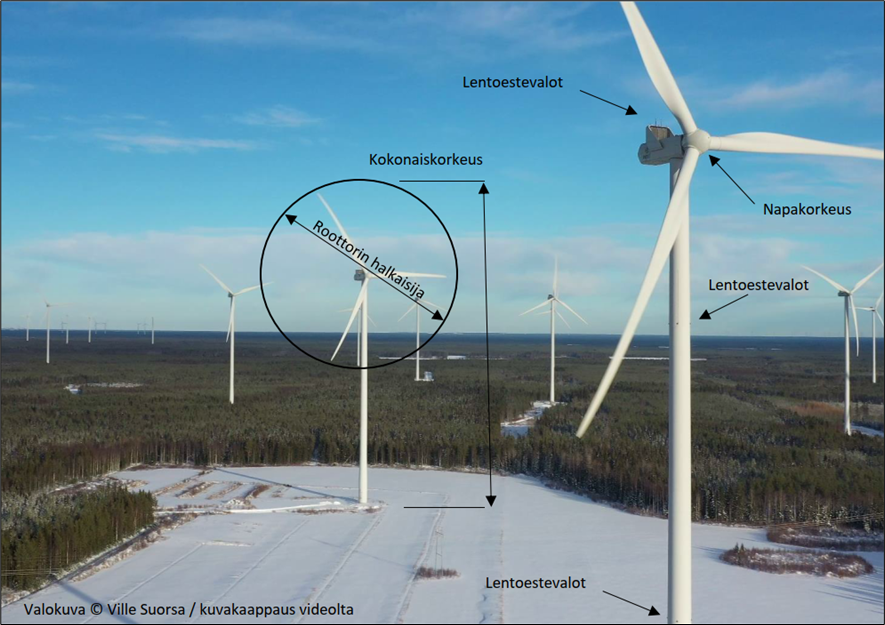 Lentoestevalot
Kokonaiskorkeus
Napakorkeus
Roottorin halkaisija
Lentoestevalot
Lentoestevalot
Valokuva © Ville Suorsa / kuvakaappaus videolta